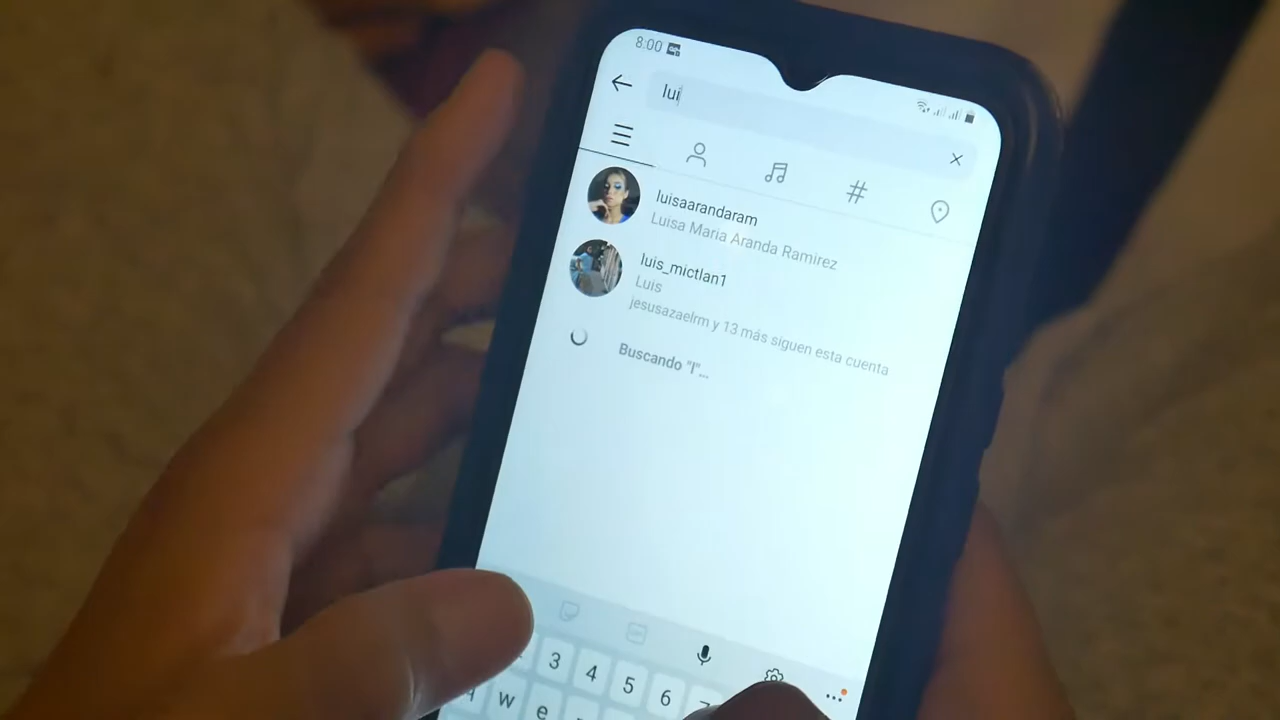 8:00
lui
#
luisaarandaram
Luisa Maria Aranda Ramirez
luis_mictlan1
Luis
jesusazaelrm y 13 más siguen esta cuenta
Buscando "l"...
3 4 5 6
w e